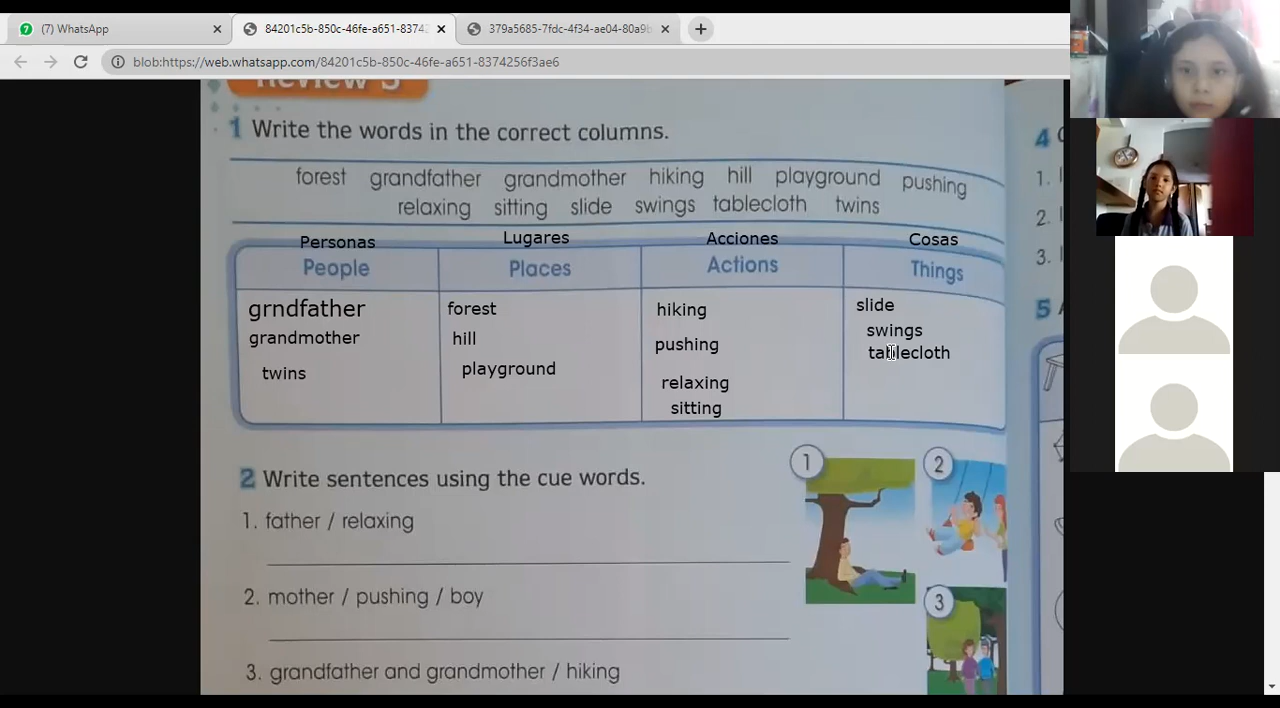 (7) WhatsApp
84201c5b-850c-46fe-a651-83742
379a5685-7fdc-4f34-ae04-80a9b
blob:https://web.whatsapp.com/84201c5b-850c-46fe-a651-8374256f3ae6
Review 3
1 Write the words in the correct columns.
forest grandfather grandmother hiking hill playground pushing
relaxing sitting slide swings tablecloth twins
Personas Lugares Acciones Cosas
People Places Actions Things
grndfather forest hiking slide
grandmother hill pushing swings
twins playground relaxing tablecloth
sitting
2 Write sentences using the cue words.
1. father / relaxing
2. mother / pushing / boy
3. grandfather and grandmother / hiking
1
2
3
4
1.
2.
3.
5